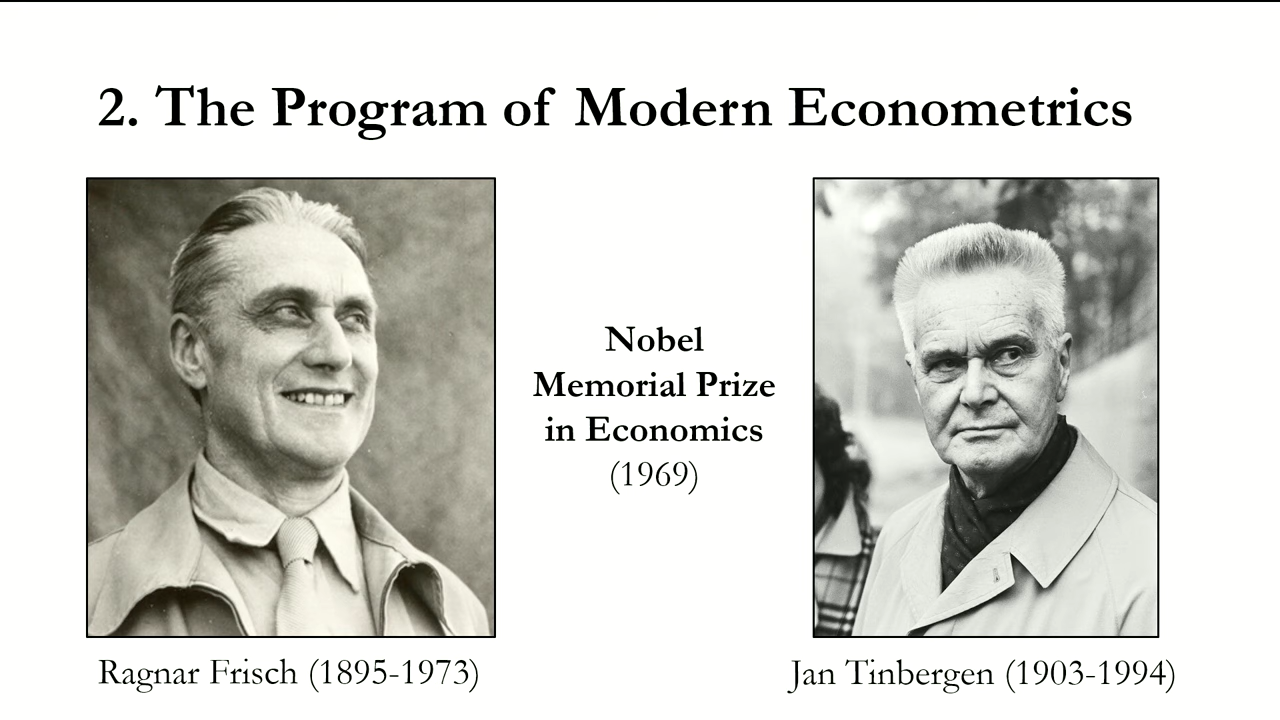 2. The Program of Modern Econometrics
Nobel
Memorial Prize
in Economics
(1969)
Ragnar Frisch (1895-1973)
Jan Tinbergen (1903-1994)